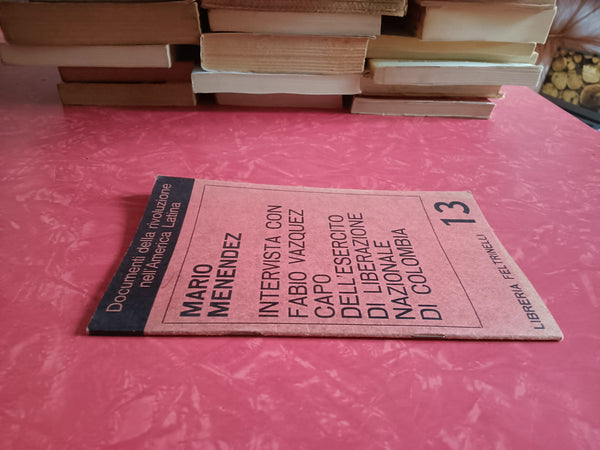 Documenti della rivoluzione
nell'America Latina
MARIO
MENENDEZ
INTERVISTA CON
FABIO VAZQUEZ
CAPO
DELL'ESERCITO
DI LIBERAZIONE
NAZIONALE
DI COLOMBIA
13
LIBRERIA FELTRINELLI